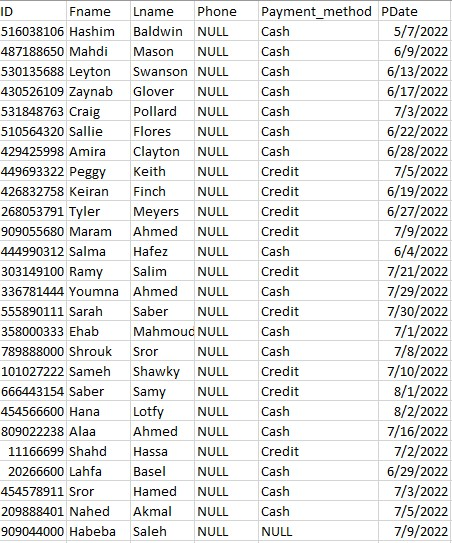 ID Fname Lname Phone Payment_method PDate
516038106 Hashim Baldwin NULL Cash 5/7/2022
487188650 Mahdi Mason NULL Cash 6/9/2022
530135688 Leyton Swanson NULL Cash 6/13/2022
430526109 Zaynab Glover NULL Cash 6/17/2022
531848763 Craig Pollard NULL Cash 7/3/2022
510564320 Sallie Flores NULL Cash 6/22/2022
429425998 Amira Clayton NULL Cash 6/28/2022
449693322 Peggy Keith NULL Credit 7/5/2022
426832758 Keiran Finch NULL Credit 6/19/2022
268053791 Tyler Meyers NULL Credit 6/27/2022
909055680 Maram Ahmed NULL Credit 7/9/2022
444990312 Salma Hafez NULL Cash 6/4/2022
303149100 Ramy Salim NULL Credit 7/21/2022
336781444 Youmna Ahmed NULL Cash 7/29/2022
555890111 Sarah Saber NULL Credit 7/30/2022
358000333 Ehab Mahmoud NULL Cash 7/1/2022
789888000 Shrouk Sror NULL Cash 7/8/2022
101027222 Sameh Shawky NULL Credit 7/10/2022
666443154 Saber Samy NULL Credit 8/1/2022
454566600 Hana Lotfy NULL Cash 8/2/2022
809022238 Alaa Ahmed NULL Cash 7/16/2022
11166699 Shahd Hassa NULL Credit 7/2/2022
20266600 Lahfa Basel NULL Cash 6/29/2022
454578911 Sror Hamed NULL Cash 7/3/2022
209888401 Nahed Akmal NULL Cash 7/5/2022
909044000 Habeba Saleh NULL NULL 7/9/2022